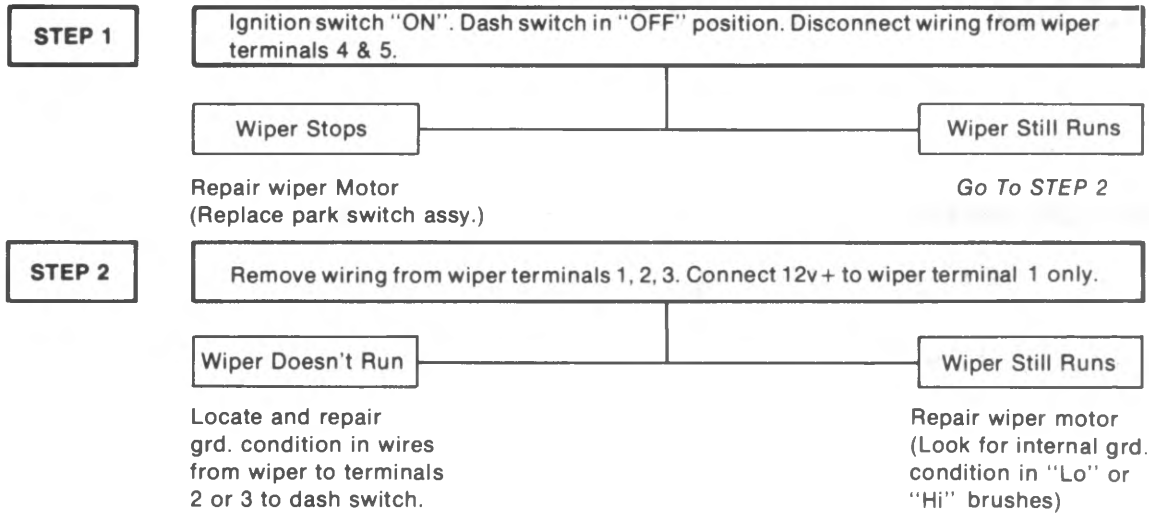 STEP 1
Ignition switch "ON". Dash switch in "OFF" position. Disconnect wiring from wiper
terminals 4 & 5.
Wiper Stops
Wiper Still Runs
Repair wiper Motor
(Replace park switch assy.)
Go To STEP 2
STEP 2
Remove wiring from wiper terminals 1, 2, 3. Connect 12v + to wiper terminal 1 only.
Wiper Doesn't Run
Wiper Still Runs
Locate and repair
grd. condition in wires
from wiper to terminals
2 or 3 to dash switch.
Repair wiper motor
(Look for internal grd.
condition in "Lo" or
"Hi" brushes)